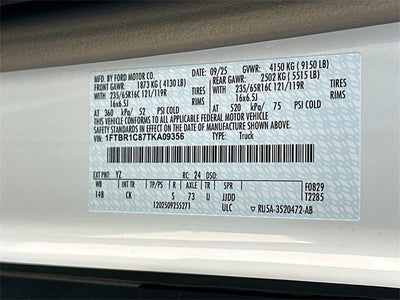 MFD. BY FORD MOTOR CO. 09/25 GVWR: 4150 KG ( 9150 LB)
FRONT GAWR: 1873 KG ( 4130 LB) REAR GAWR: 2502 KG ( 5515 LB)
WITH 235/65R16C 121/119R WITH 235/65R16C 121/119R
TIRES TIRES
RIMS 16x6.5J RIMS 16x6.5J
AT 360 kPa/ 52 PSI COLD AT 520 kPa/ 75 PSI COLD
THIS VEHICLE CONFORMS TO ALL APPLICABLE FEDERAL MOTOR VEHICLE
SAFETY STANDARDS IN EFFECT ON THE DATE OF MANUFACTURE SHOWN ABOVE.
VIN: 1FTBR1C87TKA09356 TYPE: Truck
EXT PNT: YZ RC: 24 DSO:
WB INT TR TP/PS R AXLE TR SPR F0829
148 CK S 73 U JJDD T2285
1202509255271 ULC RU5A-3520472-AB